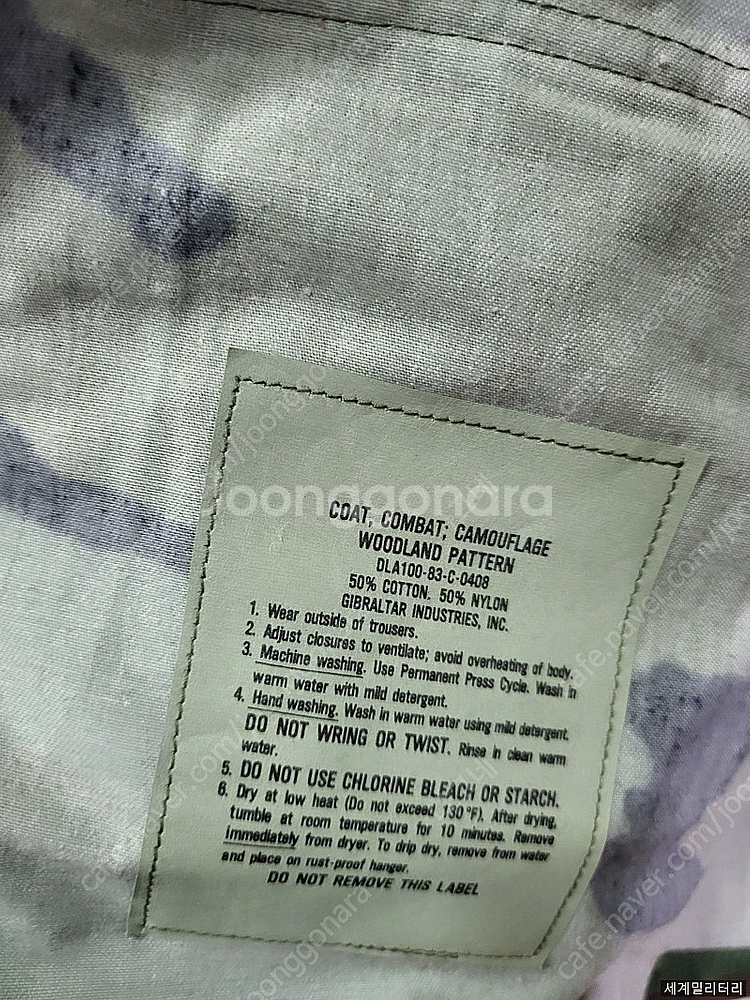 COAT, COMBAT; CAMOUFLAGE
WOODLAND PATTERN
DLA100-83-C-0408
50% COTTON. 50% NYLON
GIBRALTAR INDUSTRIES, INC.
1. Wear outside of trousers.
2. Adjust closures to ventilate; avoid overheating of body.
3. Machine washing. Use Permanent Press Cycle. Wash in
warm water with mild detergent.
4. Hand washing. Wash in warm water using mild detergent.
DO NOT WRING OR TWIST. Rinse in clean warm
water.
5. DO NOT USE CHLORINE BLEACH OR STARCH.
6. Dry at low heat (Do not exceed 130°F). After drying,
tumble at room temperature for 10 minutes. Remove
immediately from dryer. To drip dry, remove from water
and place on rust-proof hanger.
DO NOT REMOVE THIS LABEL
joonggonara
세계밀리터리